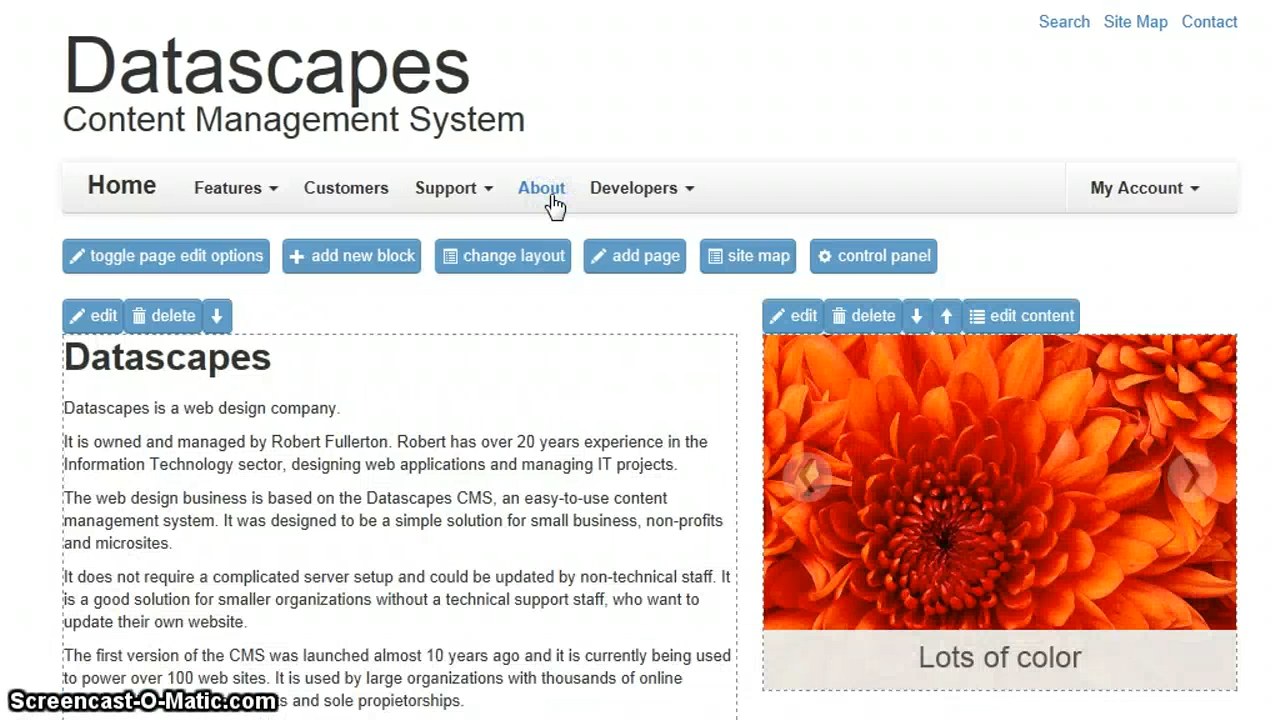 Search Site Map Contact
Datascapes
Content Management System
Home Features Customers Support About Developers My Account
toggle page edit options add new block change layout add page site map control panel
edit delete
edit delete edit content
Datascapes
Datascapes is a web design company.
It is owned and managed by Robert Fullerton. Robert has over 20 years experience in the
Information Technology sector, designing web applications and managing IT projects.
The web design business is based on the Datascapes CMS, an easy-to-use content
management system. It was designed to be a simple solution for small business, non-profits
and microsites.
It does not require a complicated server setup and could be updated by non-technical staff. It
is a good solution for smaller organizations without a technical support staff, who want to
update their own website.
The first version of the CMS was launched almost 10 years ago and it is currently being used
to power over 100 web sites. It is used by large organizations with thousands of online
s and sole propietorships.
Lots of color
Screencast-O-Matic.com